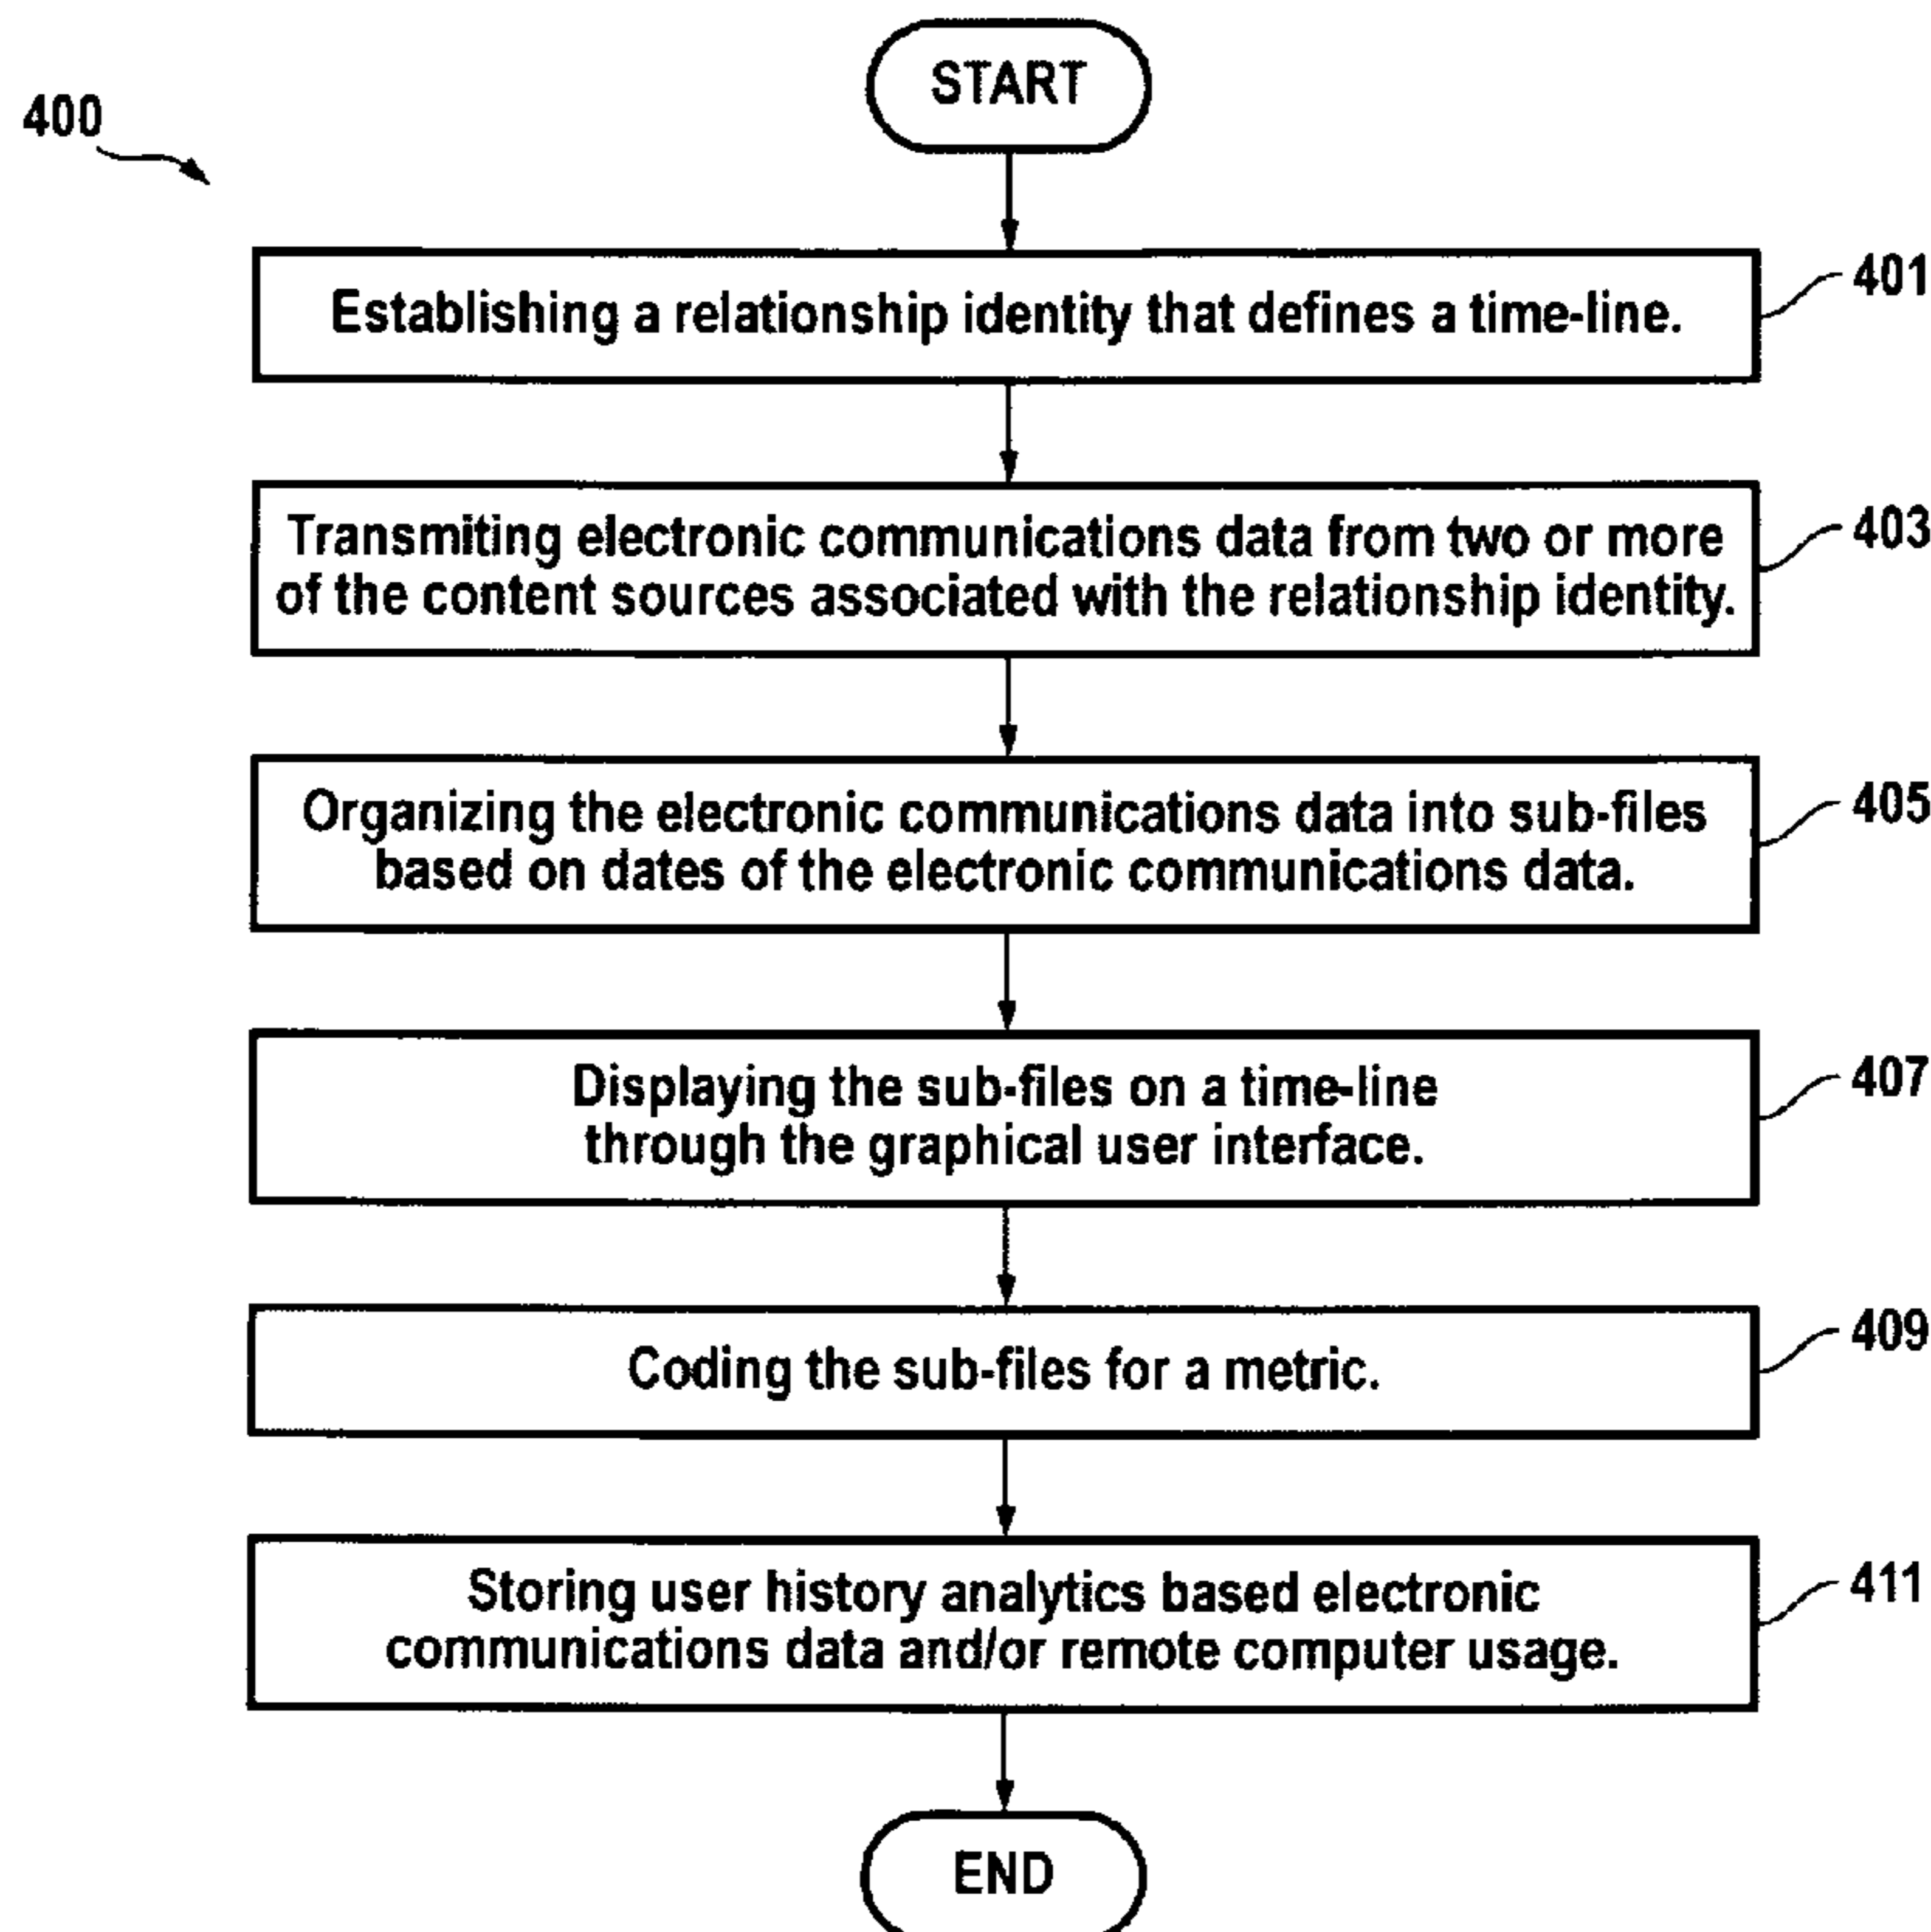 START
400
Establishing a relationship identity that defines a time-line.
401
Transmiting electronic communications data from two or more
of the content sources associated with the relationship identity.
403
Organizing the electronic communications data into sub-files
based on dates of the electronic communications data.
405
Displaying the sub-files on a time-line
through the graphical user interface.
407
Coding the sub-files for a metric.
409
Storing user history analytics based electronic
communications data and/or remote computer usage.
411
END